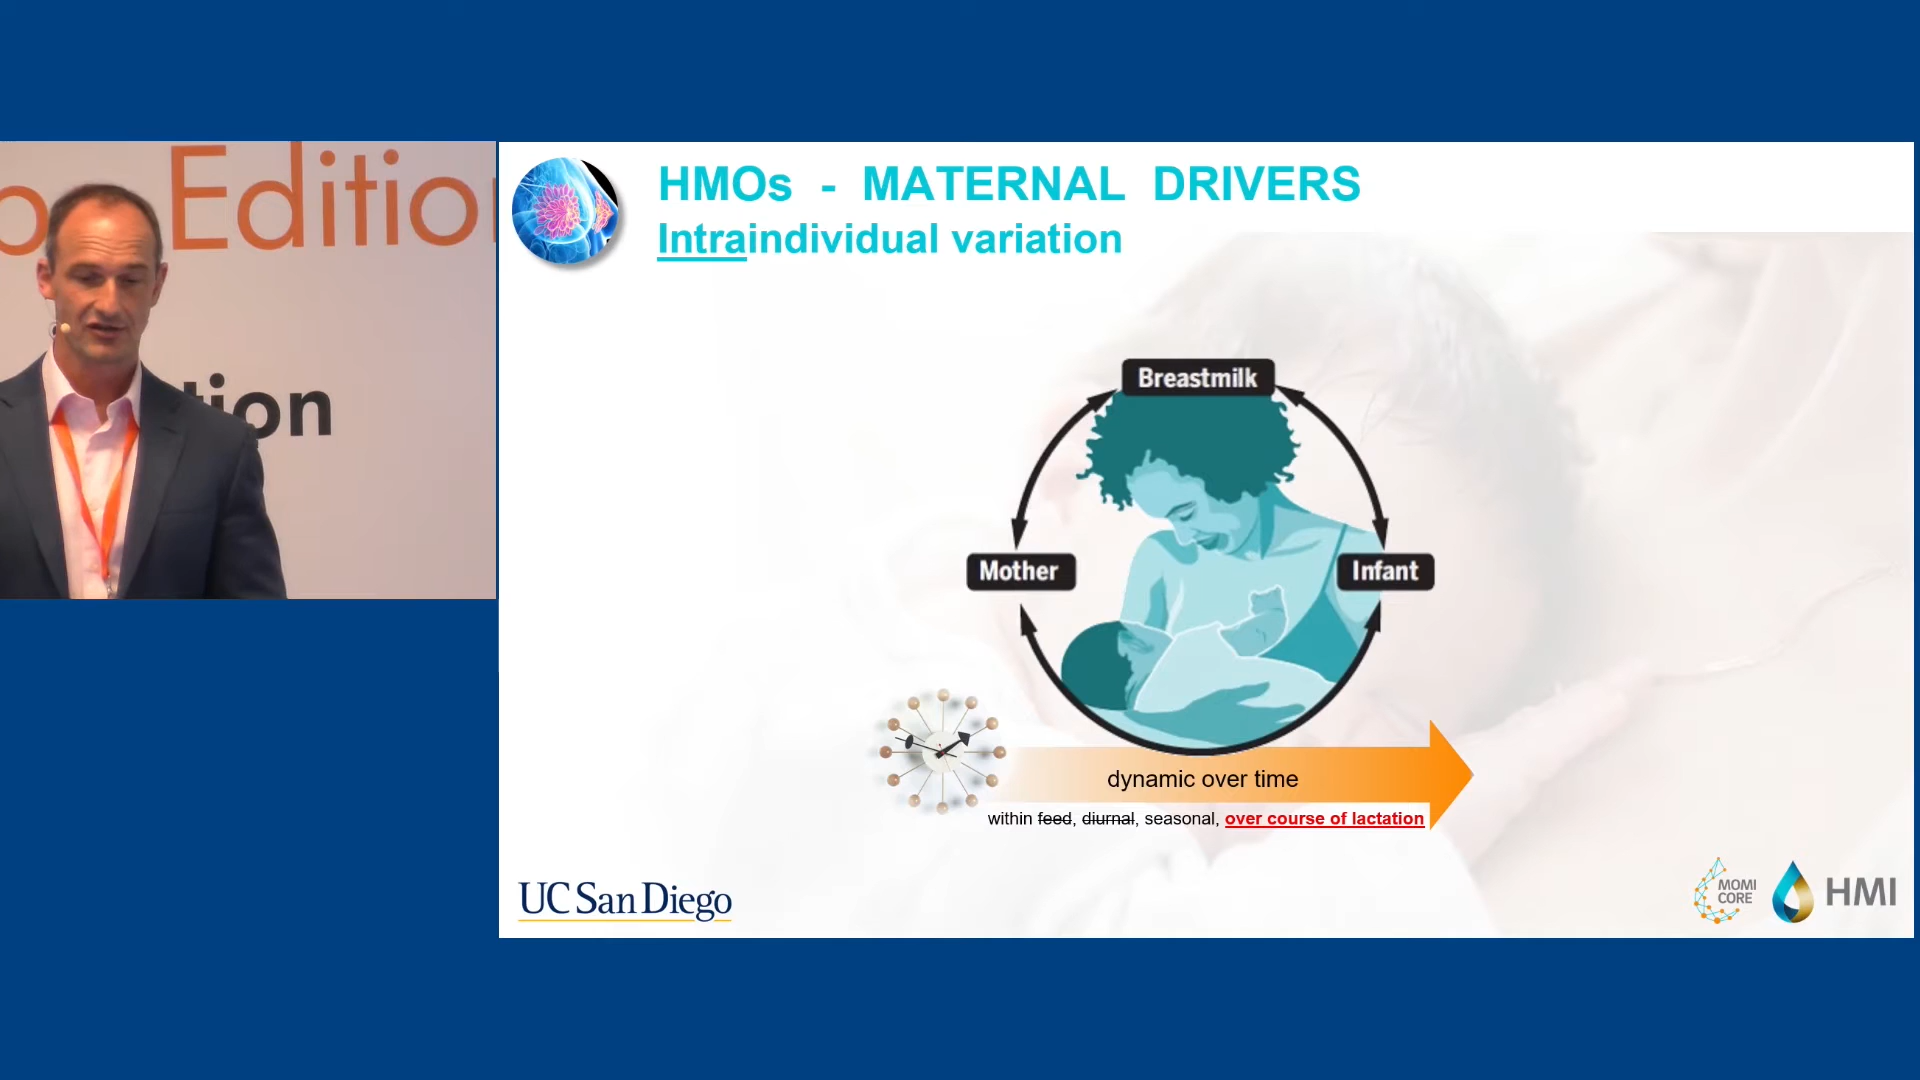 Edition
tion
HMOs - MATERNAL DRIVERS
Intraindividual variation
Breastmilk
Mother
Infant
dynamic over time
within feed, diurnal, seasonal, over course of lactation
UC San Diego
MOMI
CORE
HMI